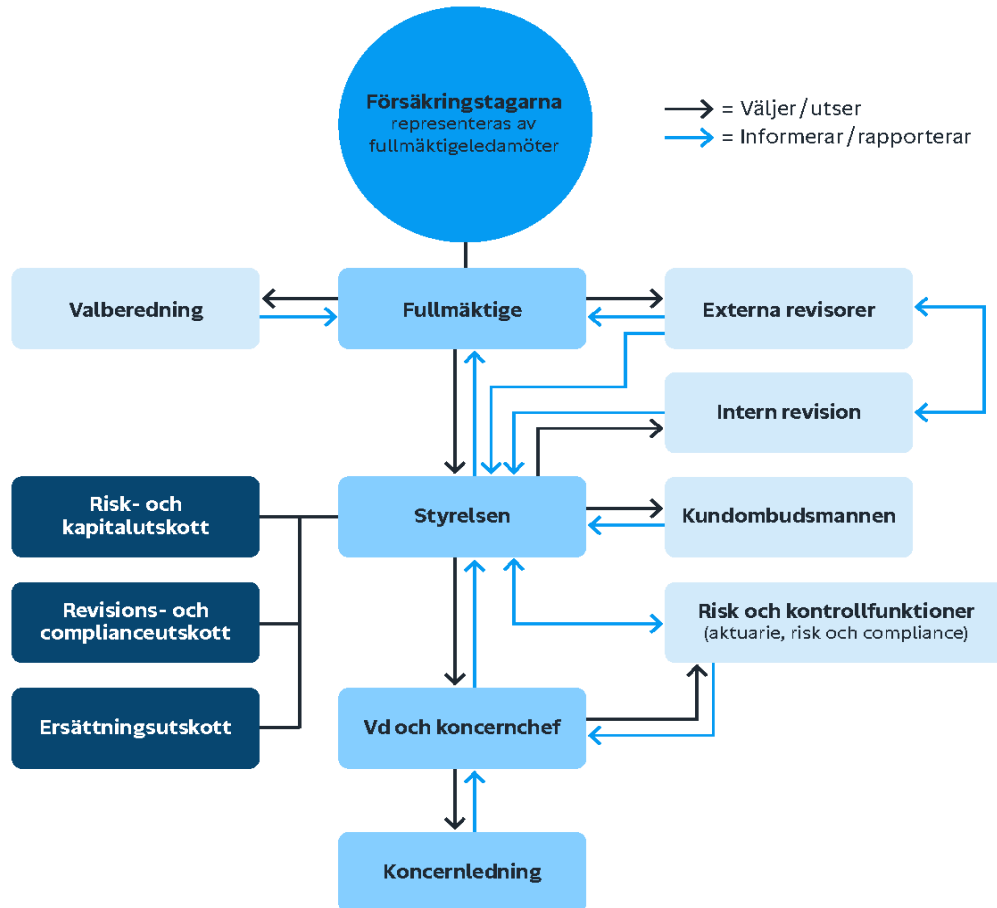 Försäkringstagarna
representeras av
fullmäktigeledamöter
= Väljer/utser
= Informerar/rapporterar
Valberedning
Fullmäktige
Externa revisorer
Intern revision
Risk- och
kapitalutskott
Styrelsen
Kundombudsmannen
Revisions- och
complianceutskott
Risk och kontrollfunktioner
(aktuarie, risk och compliance)
Ersättningsutskott
Vd och koncernchef
Koncernledning